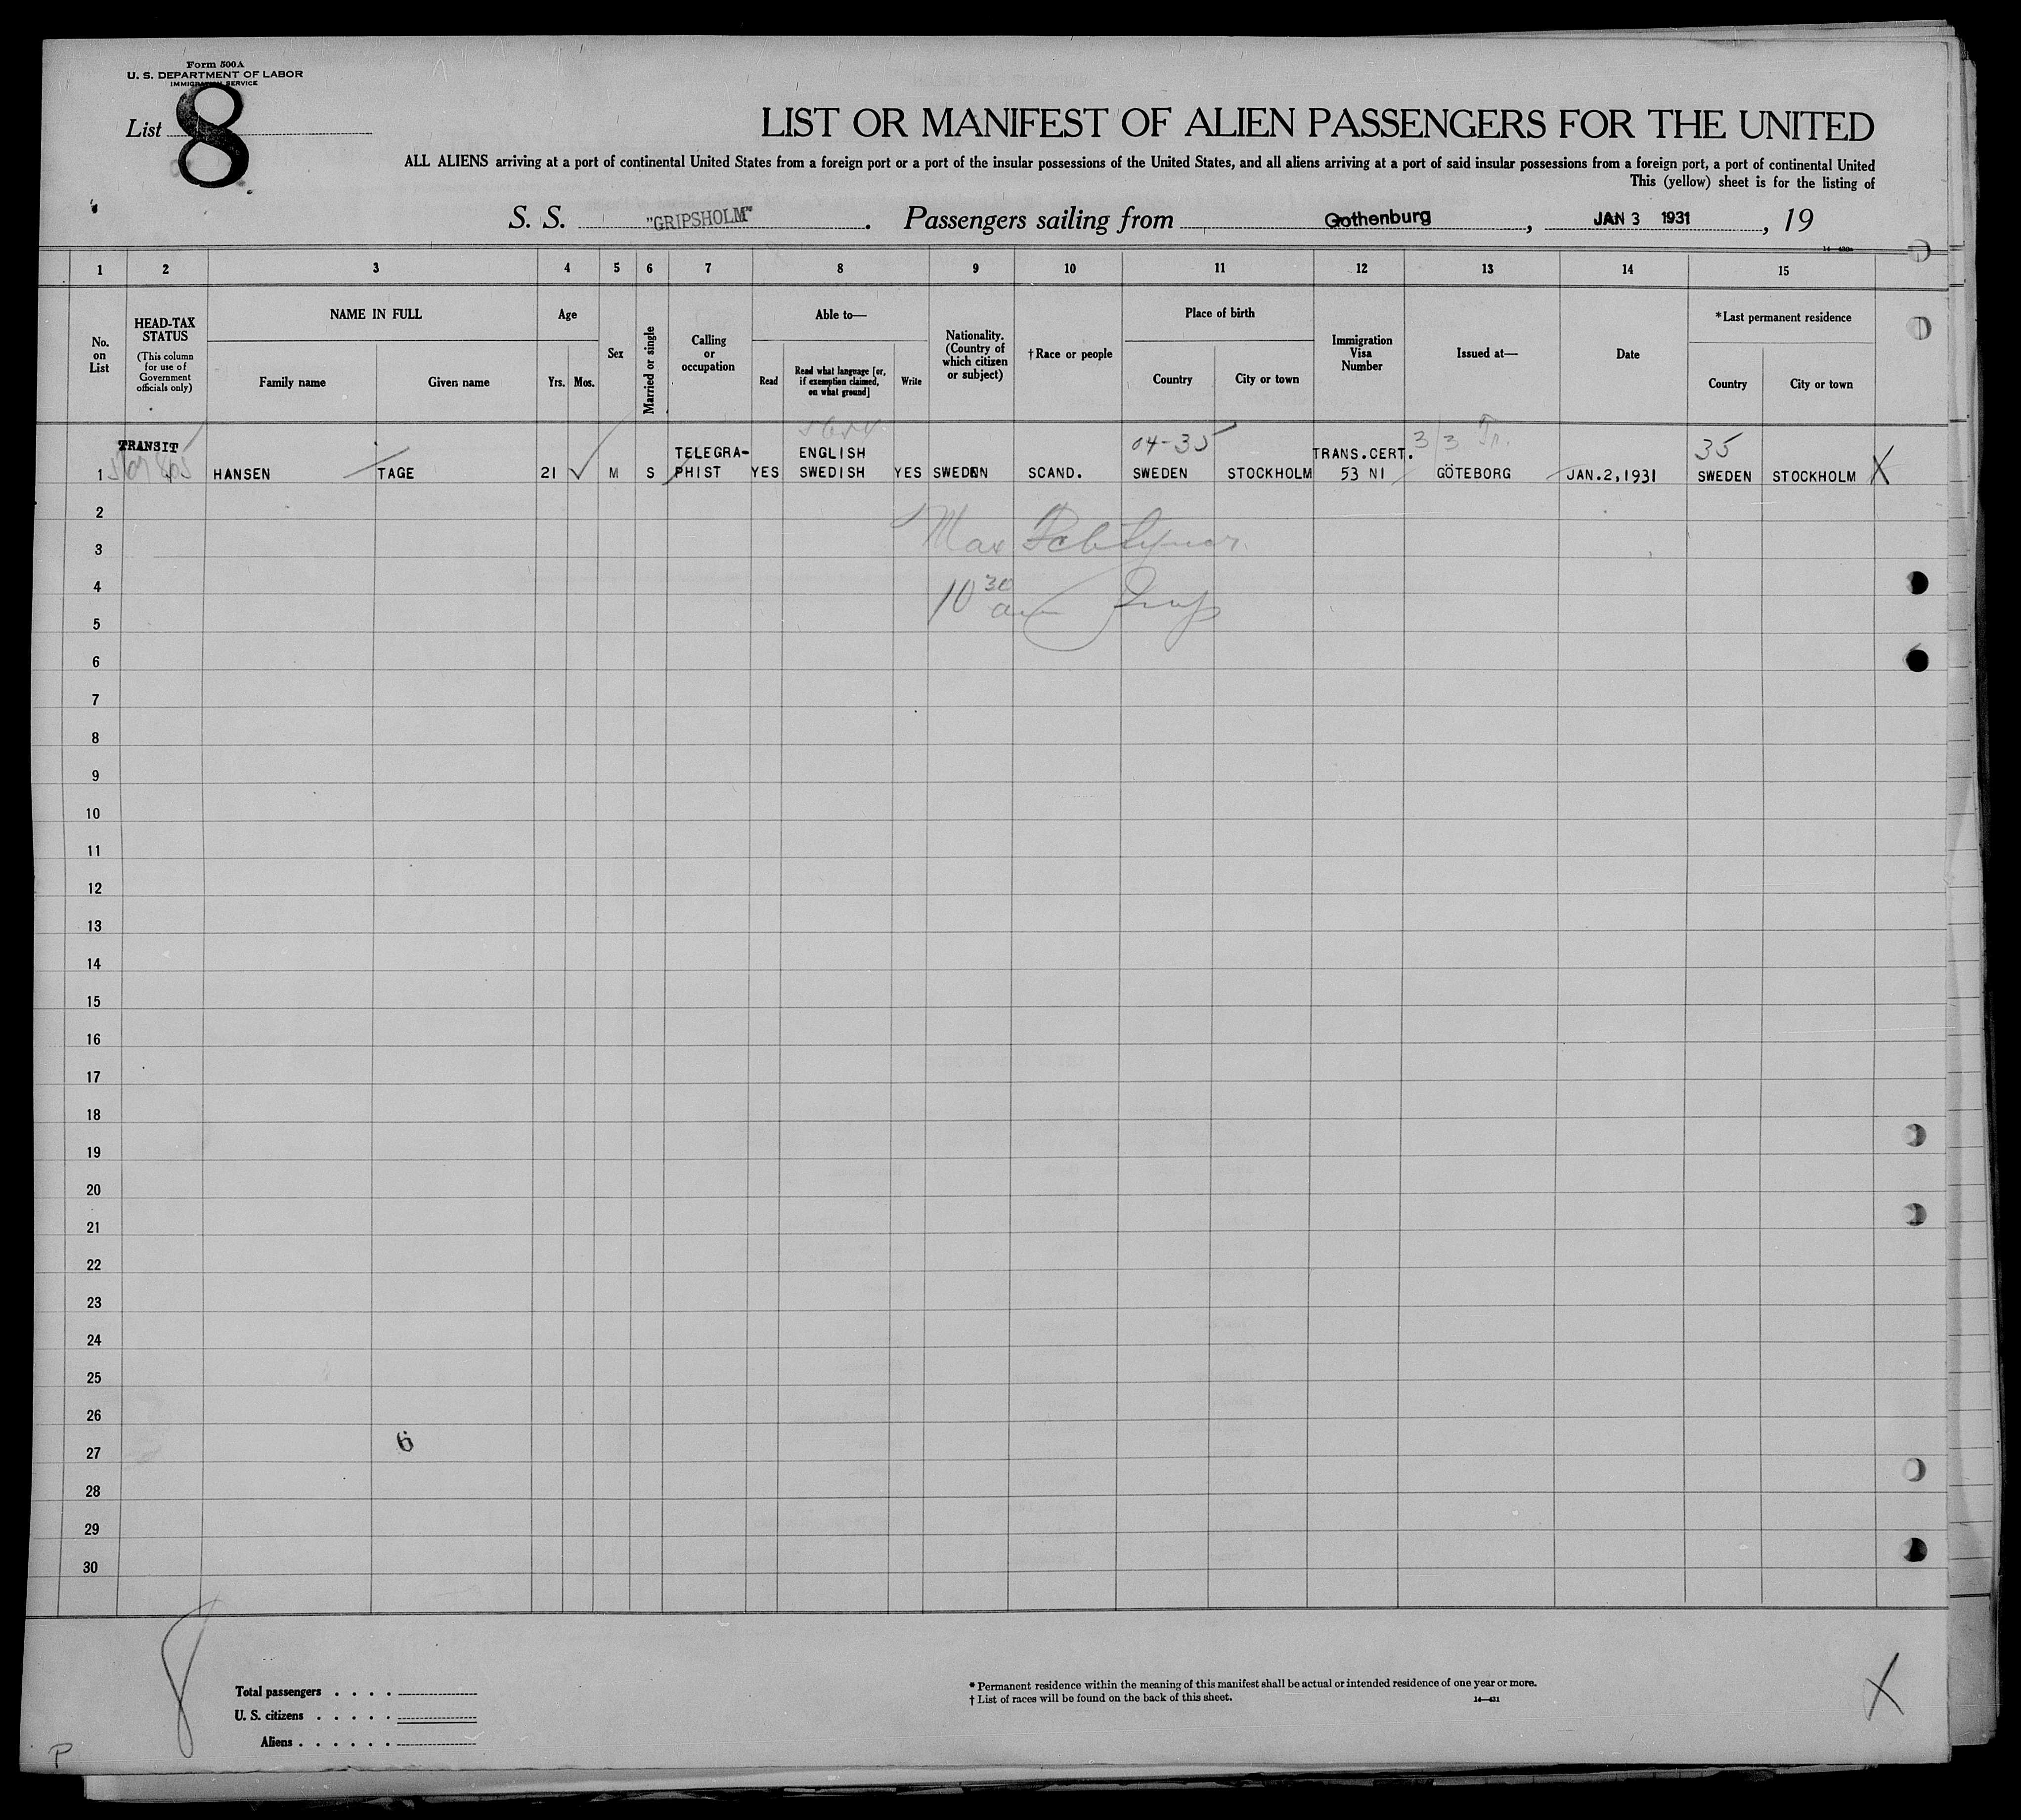 Form 500A
U. S. DEPARTMENT OF LABOR
IMMIGRATION SERVICE
List 8
LIST OR MANIFEST OF ALIEN PASSENGERS FOR THE UNITED
ALL ALIENS arriving at a port of continental United States from a foreign port or a port of the insular possessions of the United States, and all aliens arriving at a port of said insular possessions from a foreign port, a port of continental United
This (yellow) sheet is for the listing of
S. S. "GRIPSHOLM". Passengers sailing from Gothenburg, JAN 3 1931, 19
1 2 3 4 5 6 7 8 9 10 11 12 13 14 15
No. on List
HEAD-TAX STATUS
(This column for use of Government officials only)
NAME IN FULL
Family name
Given name
Age
Yrs.
Mos.
Sex
Married or single
Calling or occupation
Able to—
Read
Read what language [or, if exemption claimed, on what ground]
Write
Nationality. (Country of which citizen or subject)
†Race or people
Place of birth
Country
City or town
Immigration Visa Number
Issued at—
Date
*Last permanent residence
Country
City or town
TRANSIT TELEGRA- ENGLISH 04-35 TRANS.CERT. 3/3 Tr. 35
1 HANSEN TAGE 21 M S PHIST YES SWEDISH YES SWEDEN SCAND. SWEDEN STOCKHOLM 53 NI GÖTEBORG JAN.2,1931 SWEDEN STOCKHOLM X
2
3 Max
4 10 30
5
6
7
8
9
10
11
12
13
14
15
16
17
18
19
20
21
22
23
24
25
26
6
27
28
29
30
8
Total passengers . . . .
U. S. citizens . . . . .
Aliens . . . . . .
* Permanent residence within the meaning of this manifest shall be actual or intended residence of one year or more.
† List of races will be found on the back of this sheet.
14—431
X
P